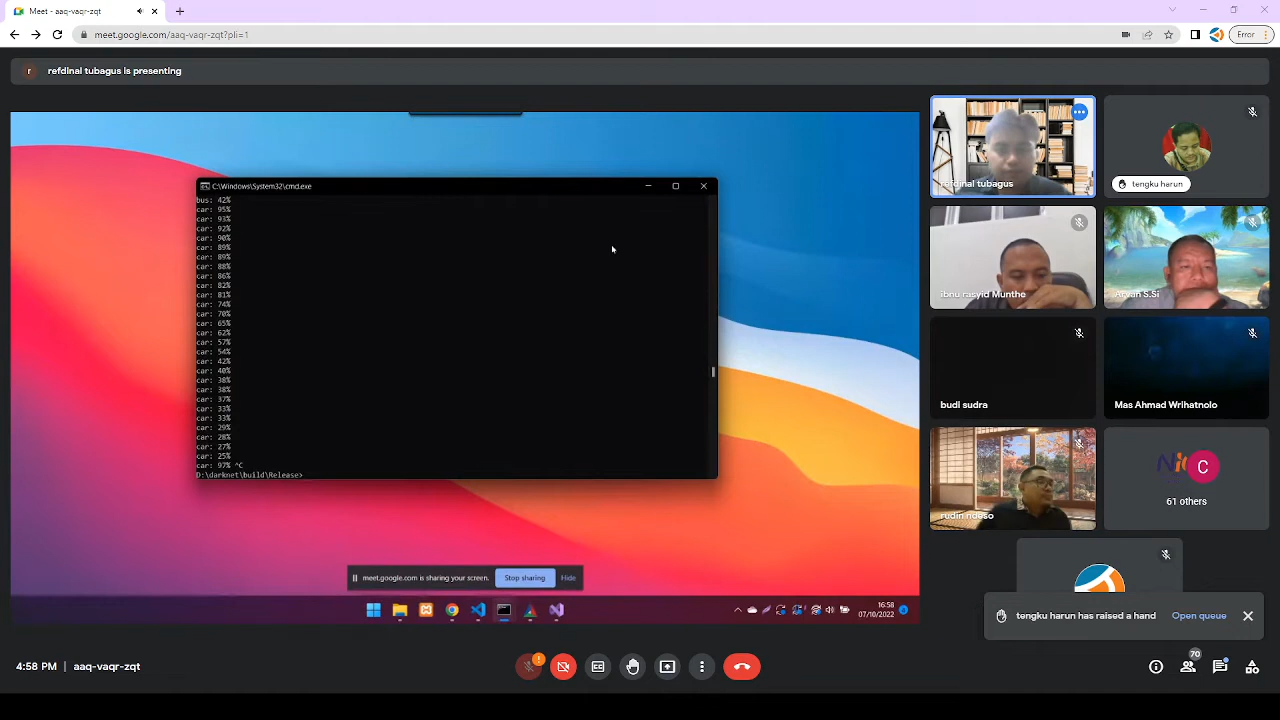 Meet - aaq-vaqr-zqt
meet.google.com/aaq-vaqr-zqt?pli=1
Error
r
refdinal tubagus is presenting
C:\Windows\System32\cmd.exe
bus: 42%
car: 95%
car: 93%
car: 92%
car: 90%
car: 89%
car: 89%
car: 88%
car: 86%
car: 82%
car: 81%
car: 74%
car: 70%
car: 65%
car: 62%
car: 57%
car: 54%
car: 42%
car: 40%
car: 38%
car: 38%
car: 37%
car: 33%
car: 33%
car: 29%
car: 28%
car: 27%
car: 25%
car: 97% ^C
D:\darknet\build\Release>
meet.google.com is sharing your screen.
Stop sharing
Hide
16:58
07/10/2022
refdinal tubagus
tengku harun
ibnu rasyid Munthe
Aryan S.Si
budi sudra
Mas Ahmad Wrihatnolo
rudin ndeso
C
61 others
tengku harun has raised a hand
Open queue
4:58 PM | aaq-vaqr-zqt
70